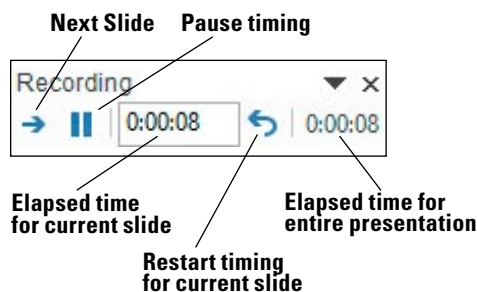 Next Slide Pause timing
Recording
0:00:08 0:00:08
Elapsed time
for current slide
Elapsed time for
entire presentation
Restart timing
for current slide